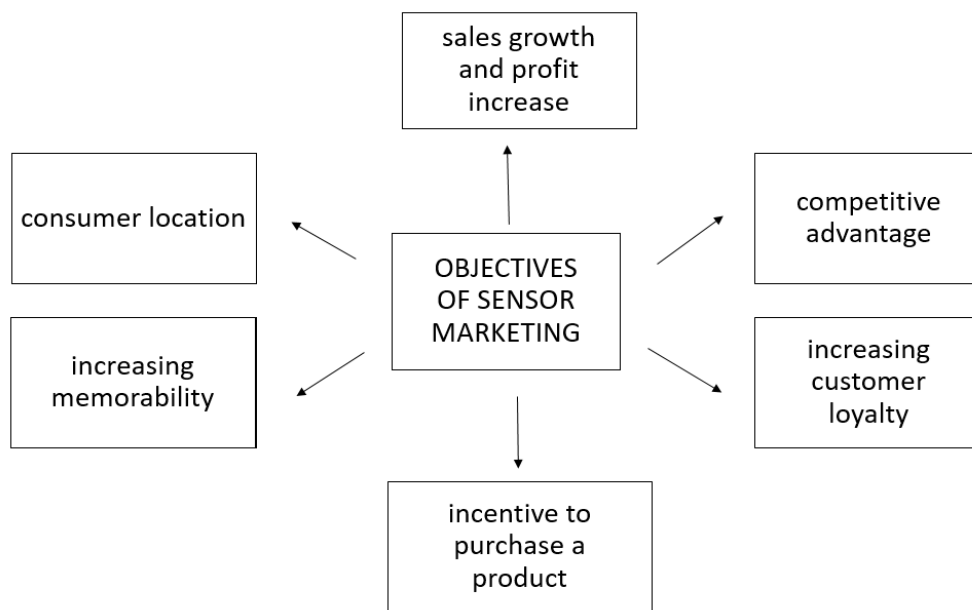 sales growth
and profit
increase
consumer location
competitive
advantage
OBJECTIVES
OF SENSOR
MARKETING
increasing
memorability
increasing
customer
loyalty
incentive to
purchase a
product